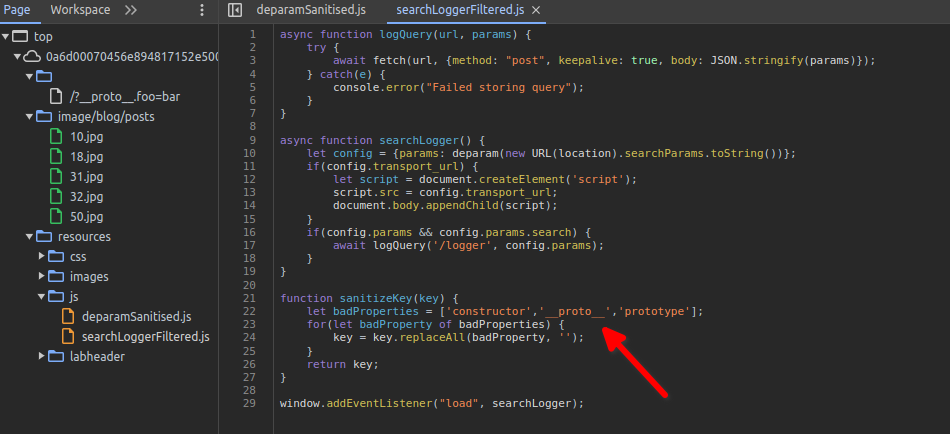 Page Workspace
top
0a6d00070456e894817152e500
/?__proto__.foo=bar
image/blog/posts
10.jpg
18.jpg
31.jpg
32.jpg
50.jpg
resources
css
images
js
deparamSanitised.js
searchLoggerFiltered.js
labheader
deparamSanitised.js searchLoggerFiltered.js
1 async function logQuery(url, params) {
2 try {
3 await fetch(url, {method: "post", keepalive: true, body: JSON.stringify(params)});
4 } catch(e) {
5 console.error("Failed storing query");
6 }
7 }
8
9 async function searchLogger() {
10 let config = {params: deparam(new URL(location).searchParams.toString())};
11 if(config.transport_url) {
12 let script = document.createElement('script');
13 script.src = config.transport_url;
14 document.body.appendChild(script);
15 }
16 if(config.params && config.params.search) {
17 await logQuery('/logger', config.params);
18 }
19 }
20
21 function sanitizeKey(key) {
22 let badProperties = ['constructor','__proto__','prototype'];
23 for(let badProperty of badProperties) {
24 key = key.replaceAll(badProperty, '');
25 }
26 return key;
27 }
28
29 window.addEventListener("load", searchLogger);